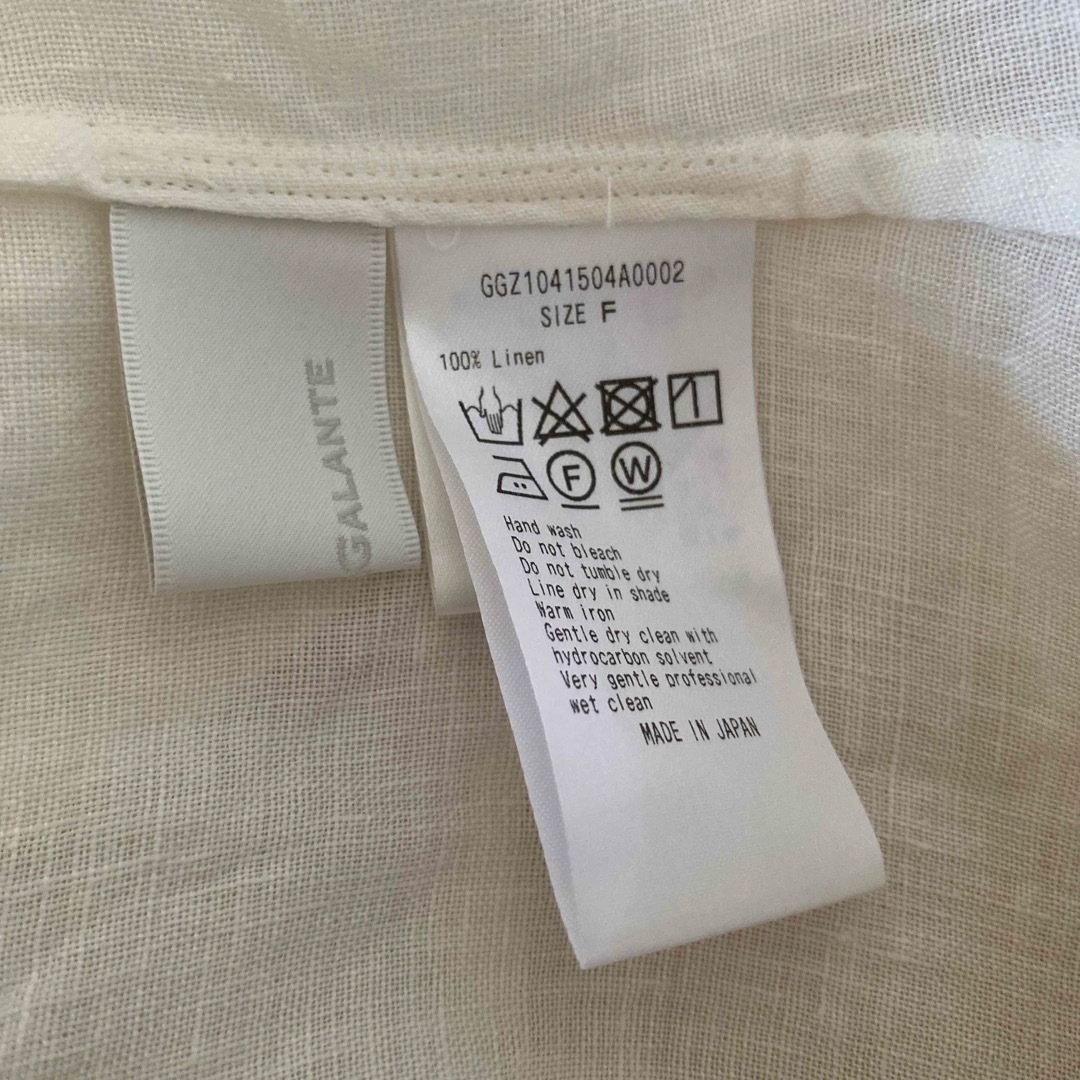 GALANTE
GGZ1041504A0002
SIZE F
100% Linen
F W
Hand wash
Do not bleach
Do not tumble dry
Line dry in shade
Warm iron
Gentle dry clean with
hydrocarbon solvent
Very gentle professional
wet clean
MADE IN JAPAN